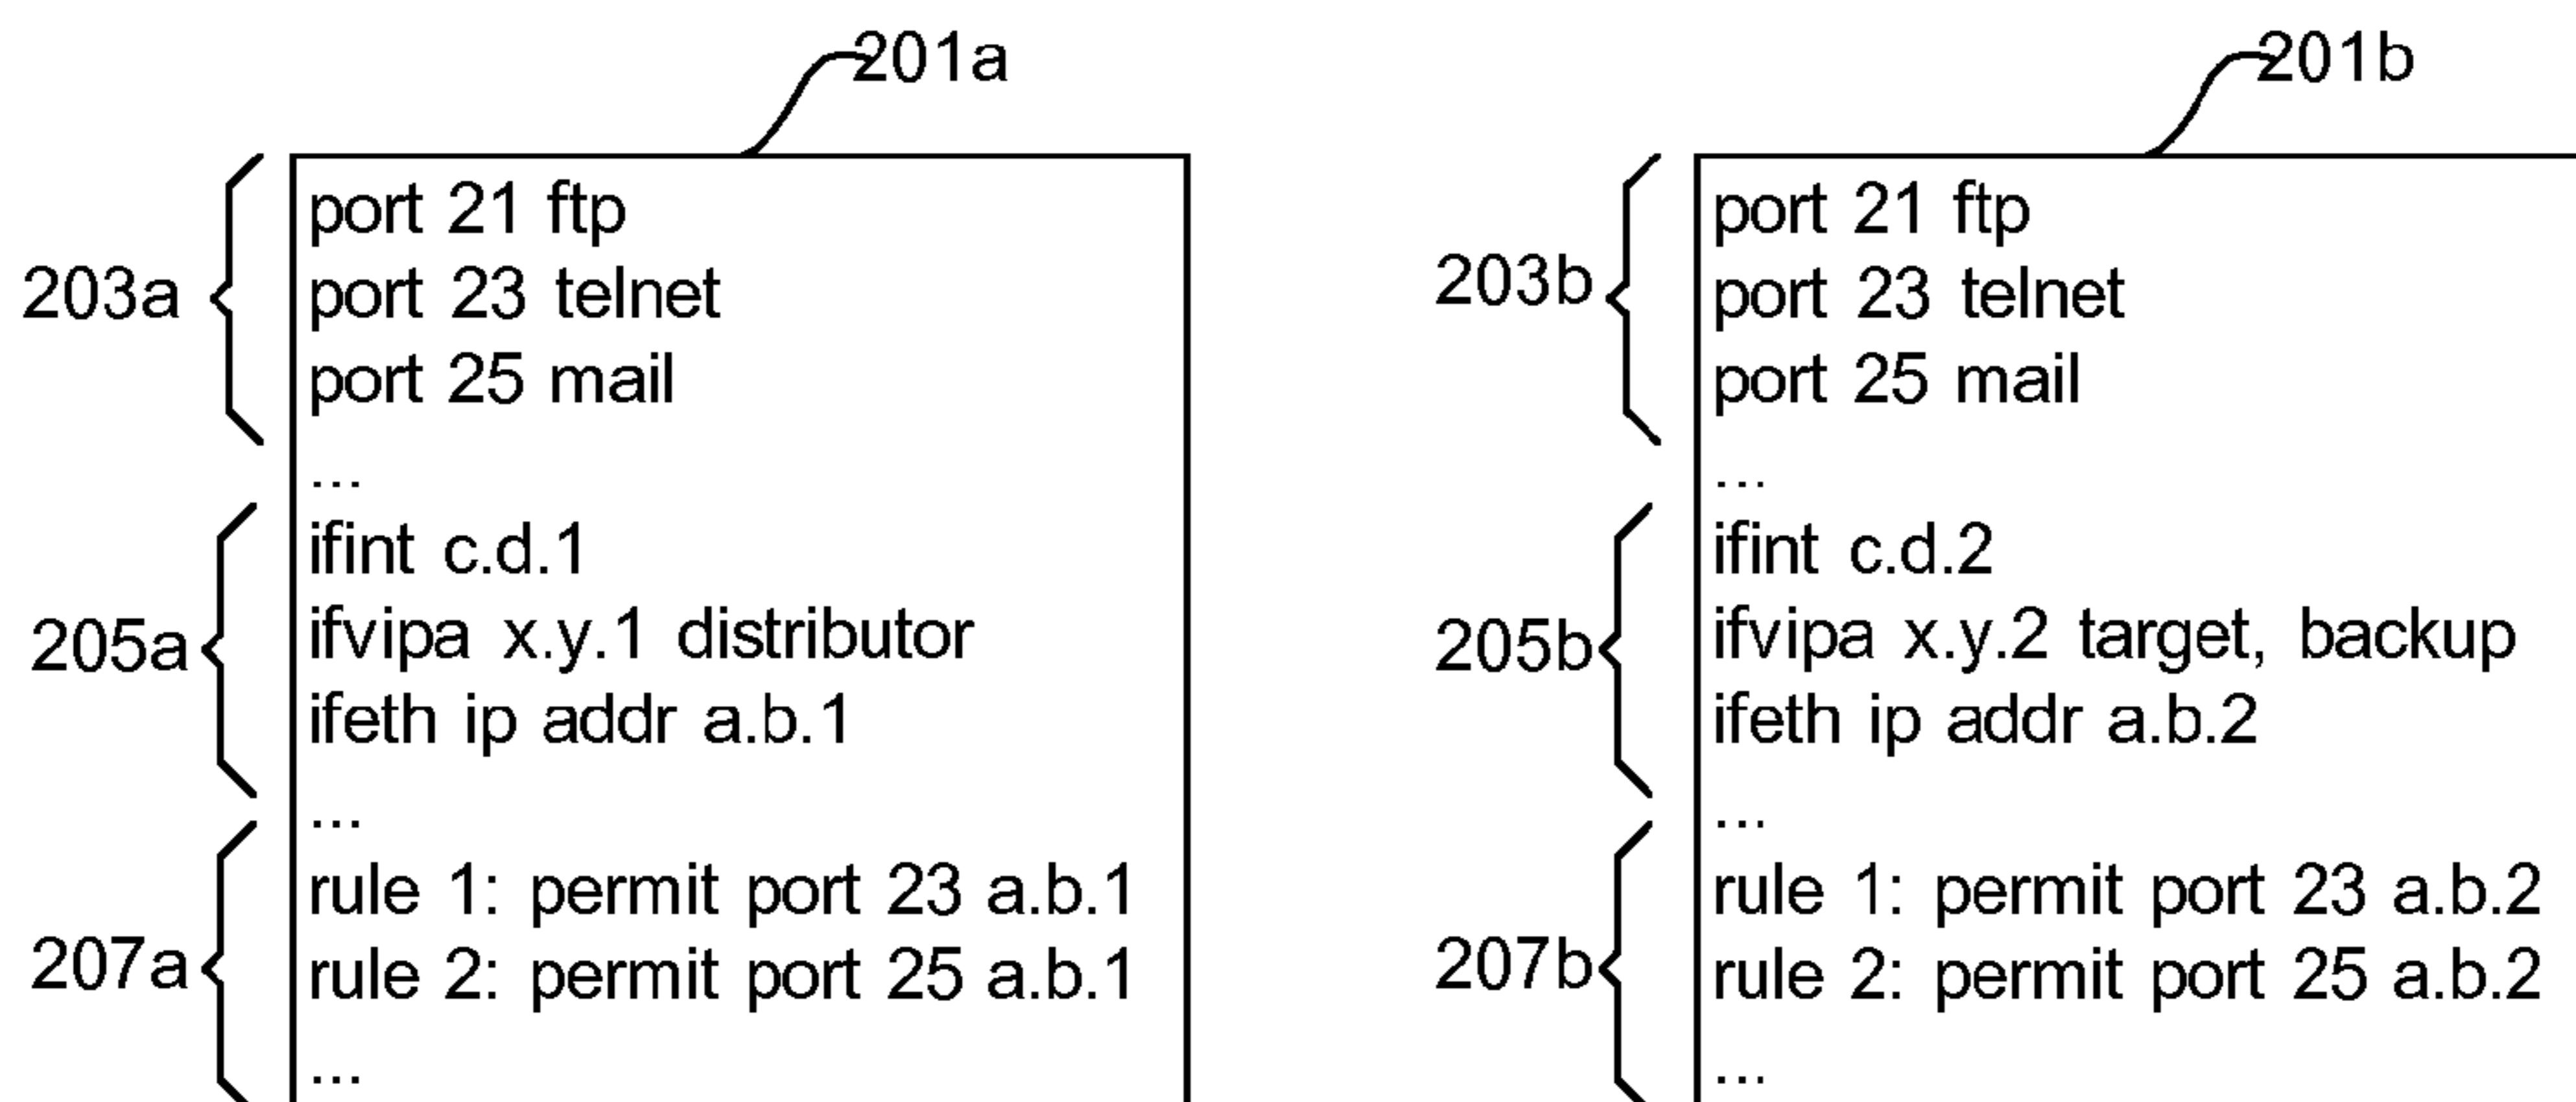 201a
203a
port 21 ftp
port 23 telnet
port 25 mail
...
205a
ifint c.d.1
ifvipa x.y.1 distributor
ifeth ip addr a.b.1
...
207a
rule 1: permit port 23 a.b.1
rule 2: permit port 25 a.b.1
...
201b
203b
port 21 ftp
port 23 telnet
port 25 mail
...
205b
ifint c.d.2
ifvipa x.y.2 target, backup
ifeth ip addr a.b.2
...
207b
rule 1: permit port 23 a.b.2
rule 2: permit port 25 a.b.2
...